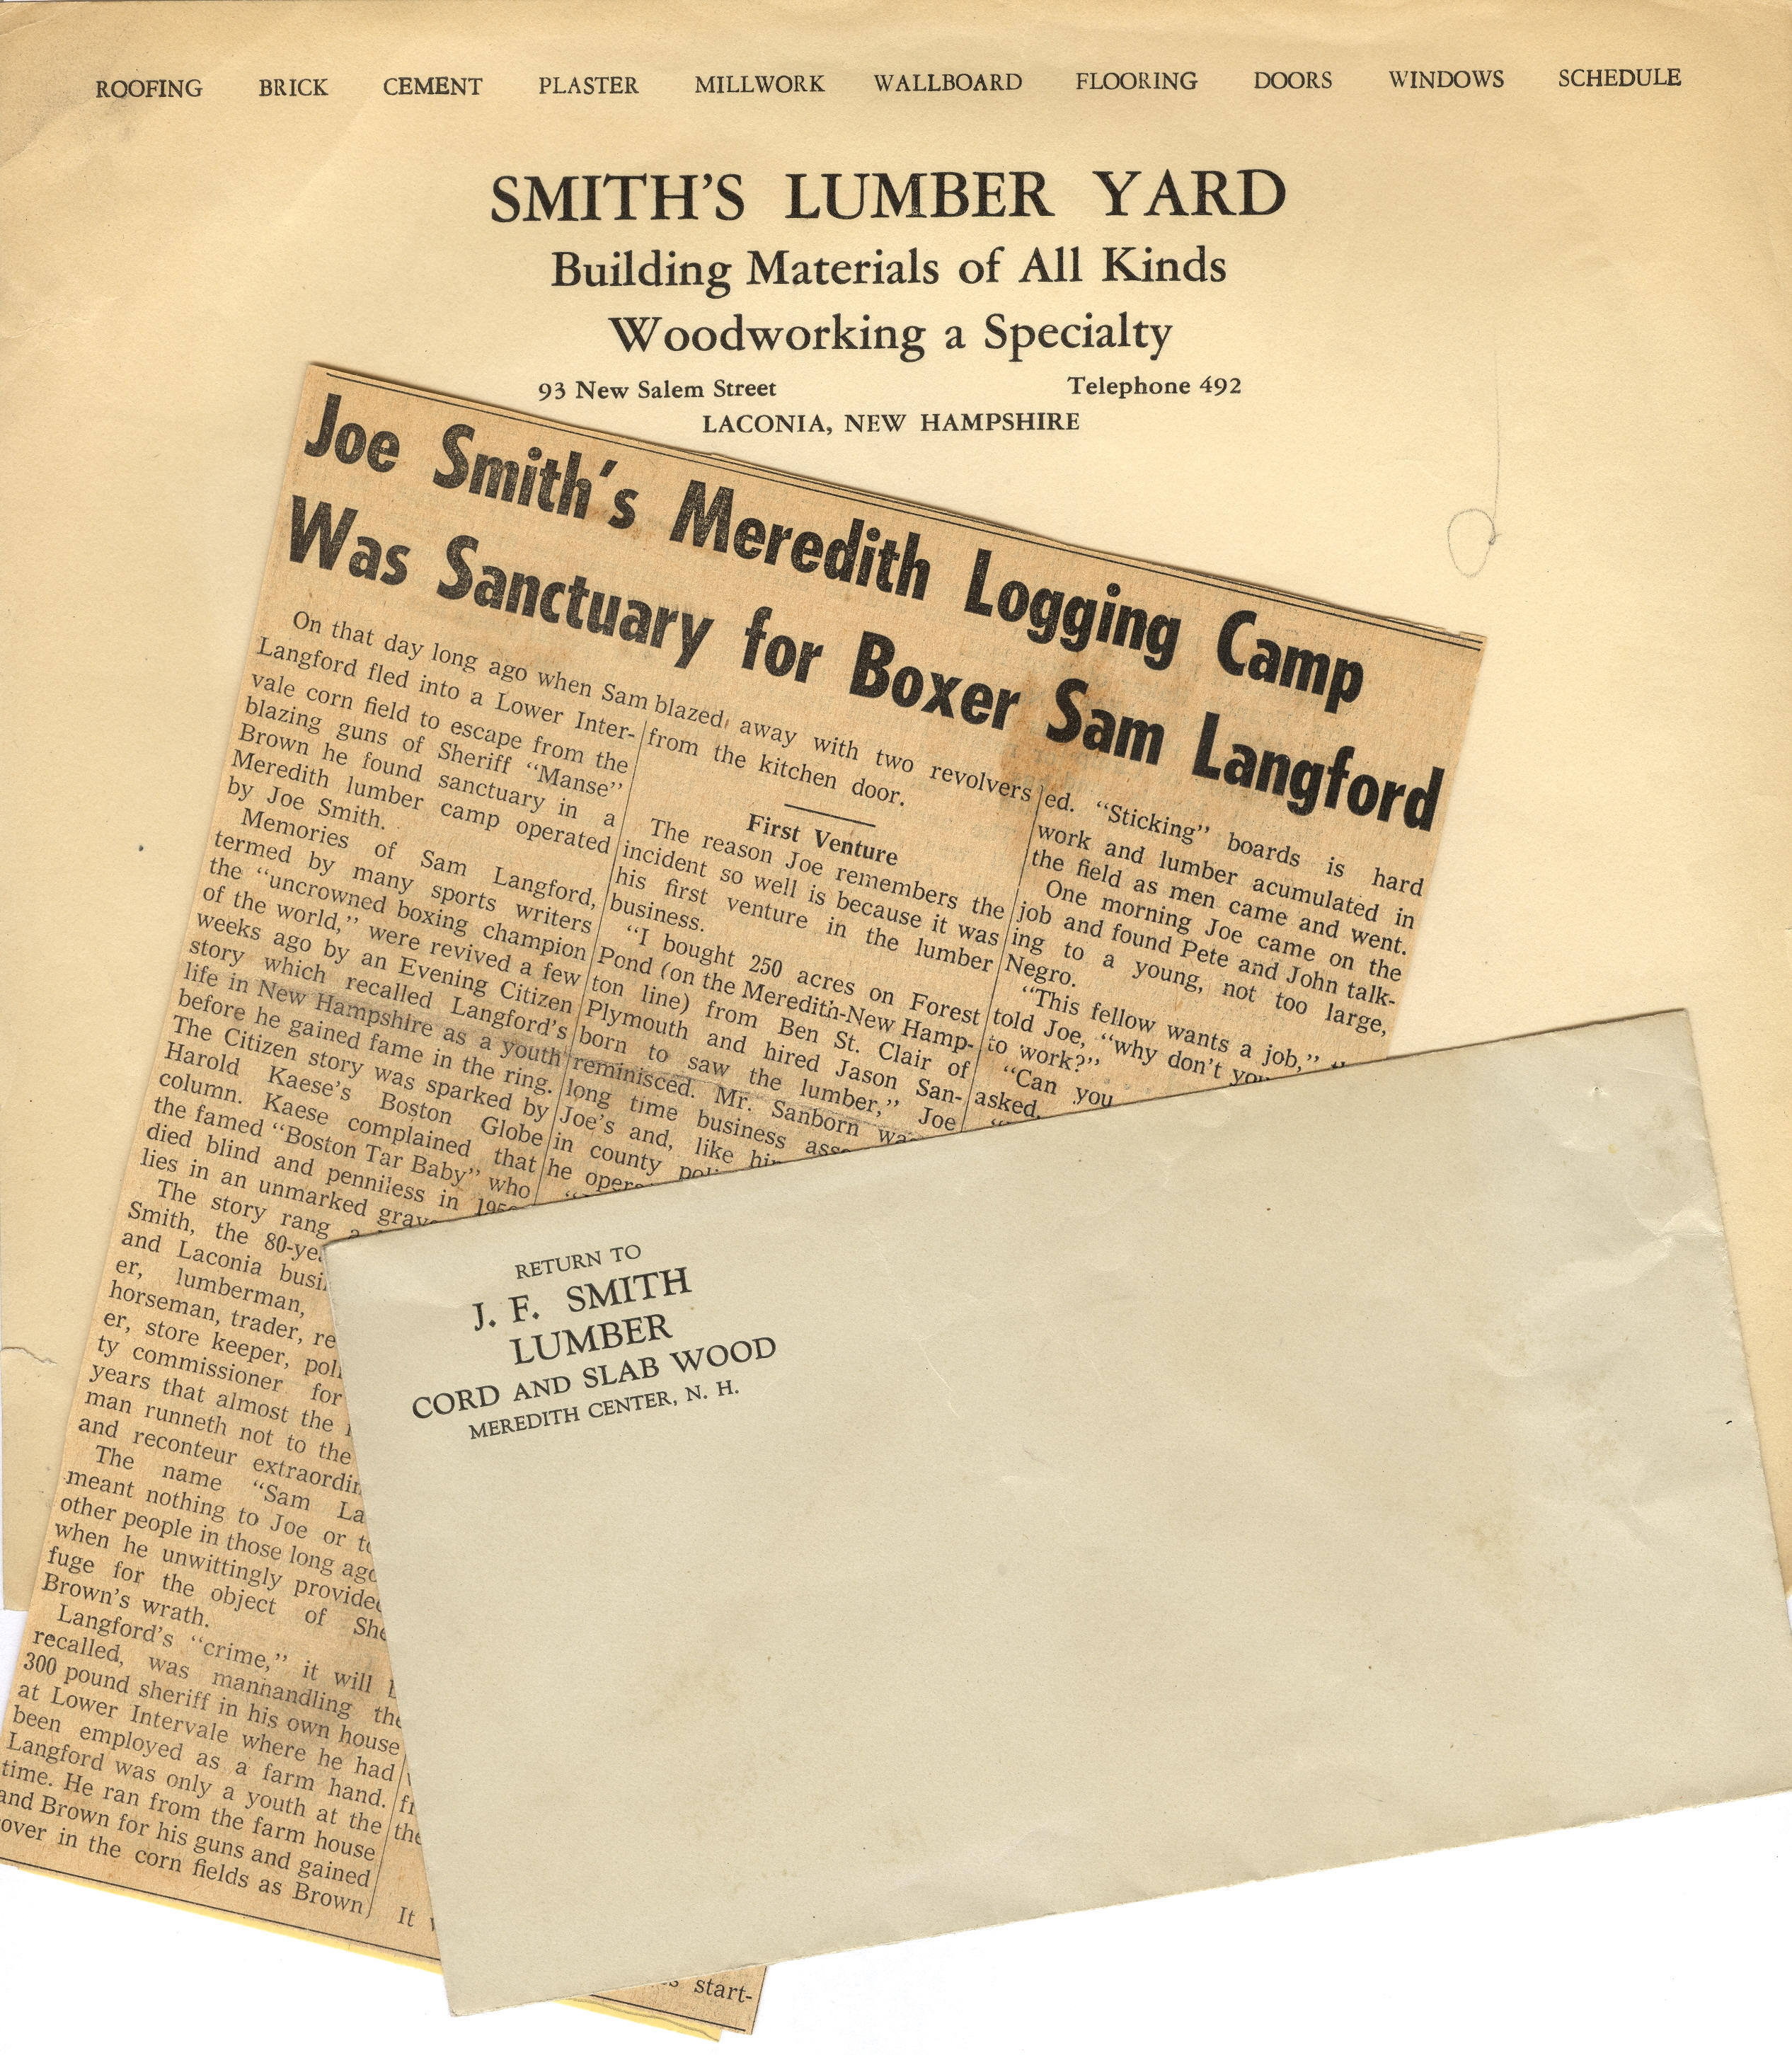 ROOFING BRICK CEMENT PLASTER MILLWORK WALLBOARD FLOORING DOORS WINDOWS SCHEDULE
SMITH'S LUMBER YARD
Building Materials of All Kinds
Woodworking a Specialty
93 New Salem Street Telephone 492
LACONIA, NEW HAMPSHIRE
Joe Smith's Meredith Logging Camp
Was Sanctuary for Boxer Sam Langford
On that day long ago when Sam
Langford fled into a Lower Inter-
vale corn field to escape from the
blazing guns of Sheriff "Manse"
Brown he found sanctuary in a
Meredith lumber camp operated
by Joe Smith.
Memories of Sam Langford,
termed by many sports writers
the "uncrowned boxing champion
of the world," were revived a few
weeks ago by an Evening Citizen
story which recalled Langford's
life in New Hampshire as a youth
before he gained fame in the ring.
The Citizen story was sparked by
Harold Kaese's Boston Globe
column. Kaese complained that
the famed "Boston Tar Baby" who
died blind and penniless in
lies in an unmarked grave
The story rang
Smith, the 80-ye
and Laconia busi
er, lumberman,
horseman, trader, re
er, store keeper, poli
ty commissioner for
years that almost the
man runneth not to the
and reconteur extraordin
The name "Sam La
meant nothing to Joe or to
other people in those long ago
when he unwittingly provided
fuge for the object of She
Brown's wrath.
Langford's "crime," it will b
recalled, was manhandling the
300 pound sheriff in his own house
at Lower Intervale where he had
been employed as a farm hand.
Langford was only a youth at the
time. He ran from the farm house
and Brown for his guns and gained
over in the corn fields as Brown
blazed away with two revolvers
from the kitchen door.
First Venture
The reason Joe remembers the
incident so well is because it was
his first venture in the lumber
business.
"I bought 250 acres on Forest
Pond (on the Meredith-New Hamp-
ton line) from Ben St. Clair of
Plymouth and hired Jason San-
born to saw the lumber," Joe
reminisced. Mr. Sanborn wa
long time business asso
Joe's and, like hi
in county poli
he opera
fr
the
It
start-
ed. "Sticking" boards is hard
work and lumber acumulated in
the field as men came and went.
One morning Joe came on the
job and found Pete and John talk-
ing to a young, not too large,
Negro.
"This fellow wants a job,"
told Joe, "why don't you
to work?"
"Can you
asked.
RETURN TO
J. F. SMITH
LUMBER
CORD AND SLAB WOOD
MEREDITH CENTER, N. H.